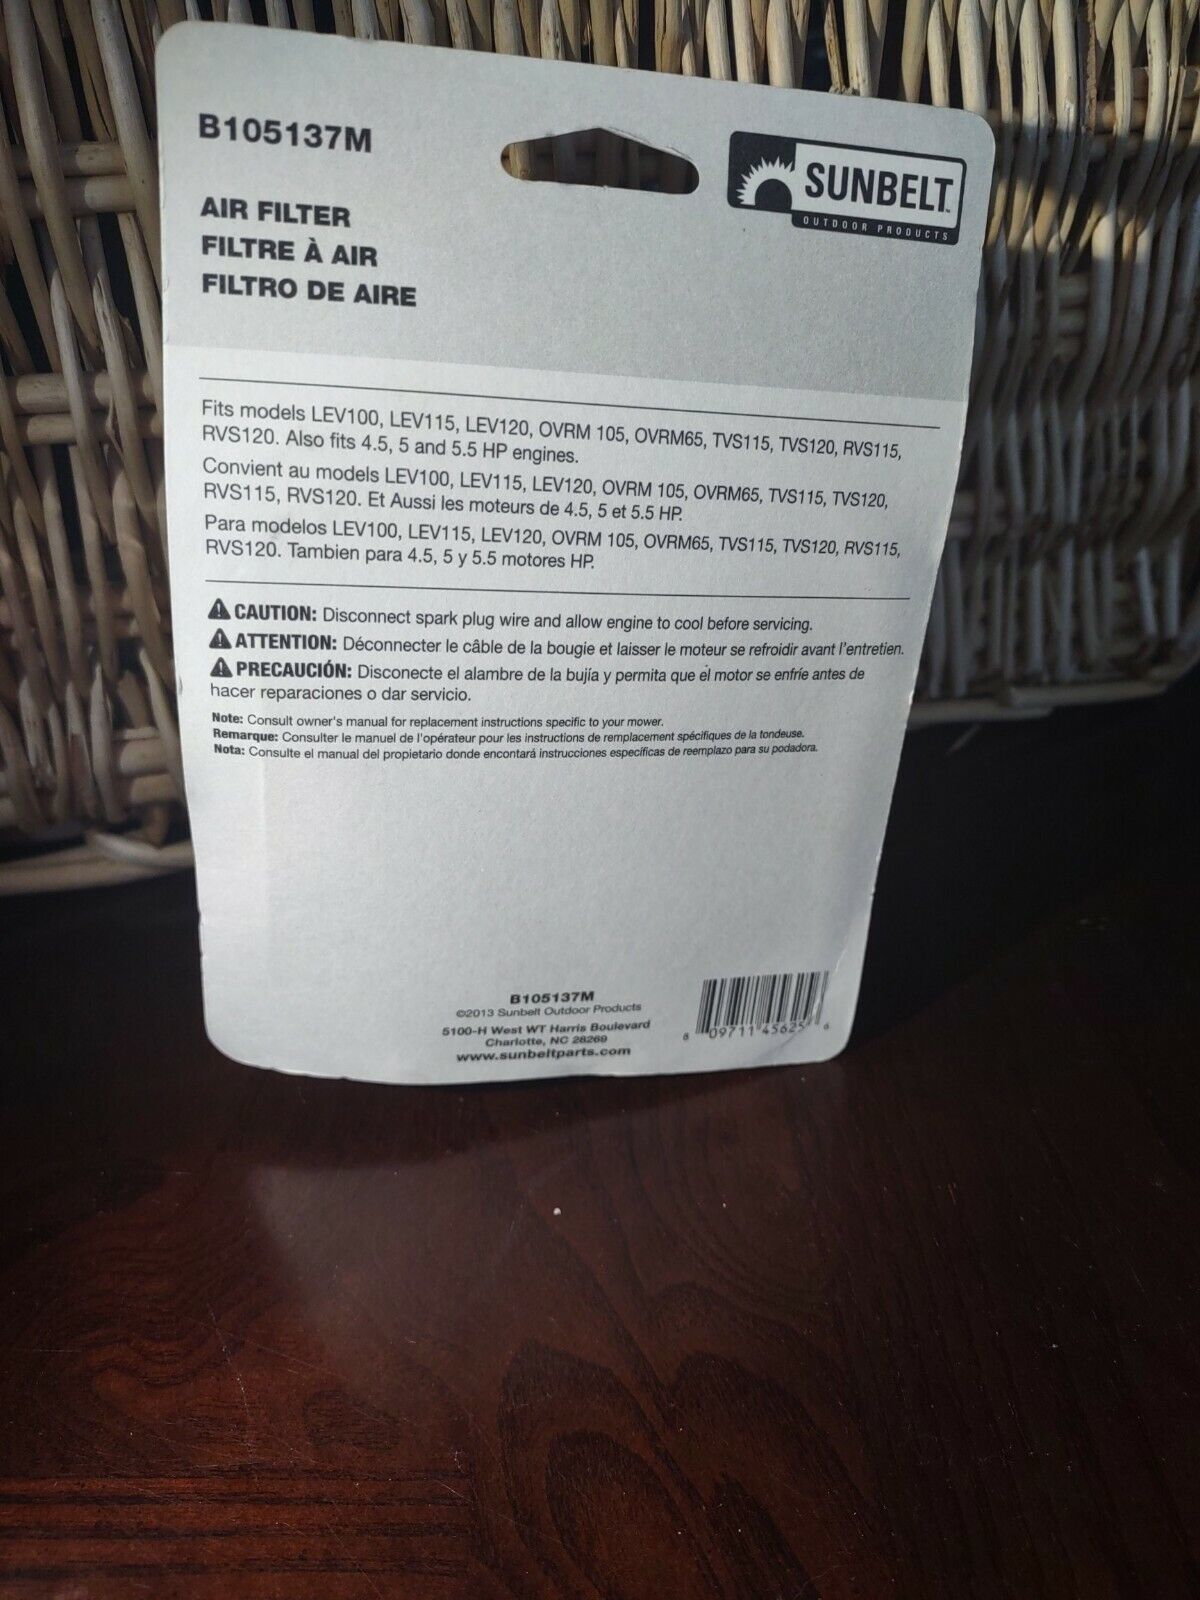 B105137M
SUNBELT™
OUTDOOR PRODUCTS
AIR FILTER
FILTRE À AIR
FILTRO DE AIRE
Fits models LEV100, LEV115, LEV120, OVRM 105, OVRM65, TVS115, TVS120, RVS115,
RVS120. Also fits 4.5, 5 and 5.5 HP engines.
Convient au models LEV100, LEV115, LEV120, OVRM 105, OVRM65, TVS115, TVS120,
RVS115, RVS120. Et Aussi les moteurs de 4.5, 5 et 5.5 HP.
Para modelos LEV100, LEV115, LEV120, OVRM 105, OVRM65, TVS115, TVS120, RVS115,
RVS120. Tambien para 4.5, 5 y 5.5 motores HP.
CAUTION: Disconnect spark plug wire and allow engine to cool before servicing.
ATTENTION: Déconnecter le câble de la bougie et laisser le moteur se refroidir avant l'entretien.
PRECAUCIÓN: Disconecte el alambre de la bujía y permita que el motor se enfríe antes de
hacer reparaciones o dar servicio.
Note: Consult owner's manual for replacement instructions specific to your mower.
Remarque: Consulter le manuel de l'opérateur pour les instructions de remplacement spécifiques de la tondeuse.
Nota: Consulte el manual del propietario donde encontará instrucciones específicas de reemplazo para su podadora.
B105137M
©2013 Sunbelt Outdoor Products
5100-H West WT Harris Boulevard
Charlotte, NC 28269
www.sunbeltparts.com
6 09711 45625 6